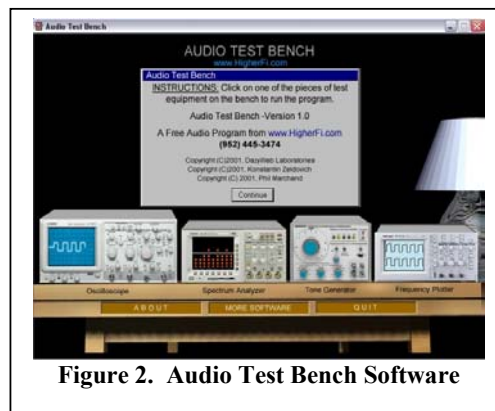 Audio Test Bench
AUDIO TEST BENCH
www.HigherFi.com
Audio Test Bench
INSTRUCTIONS: Click on one of the pieces of test
equipment on the bench to run the program.
Audio Test Bench -Version 1.0
A Free Audio Program from www.HigherFi.com
(952) 445-3474
Copyright (C)2001, DazyWeb Laboratories
Copyright (C)2001, Konstantin Zeldovich
Copyright (C) 2001, Phil Marchand
Continue
Oscilloscope Spectrum Analyzer Tone Generator Frequency Plotter
ABOUT MORE SOFTWARE QUIT
Figure 2. Audio Test Bench Software